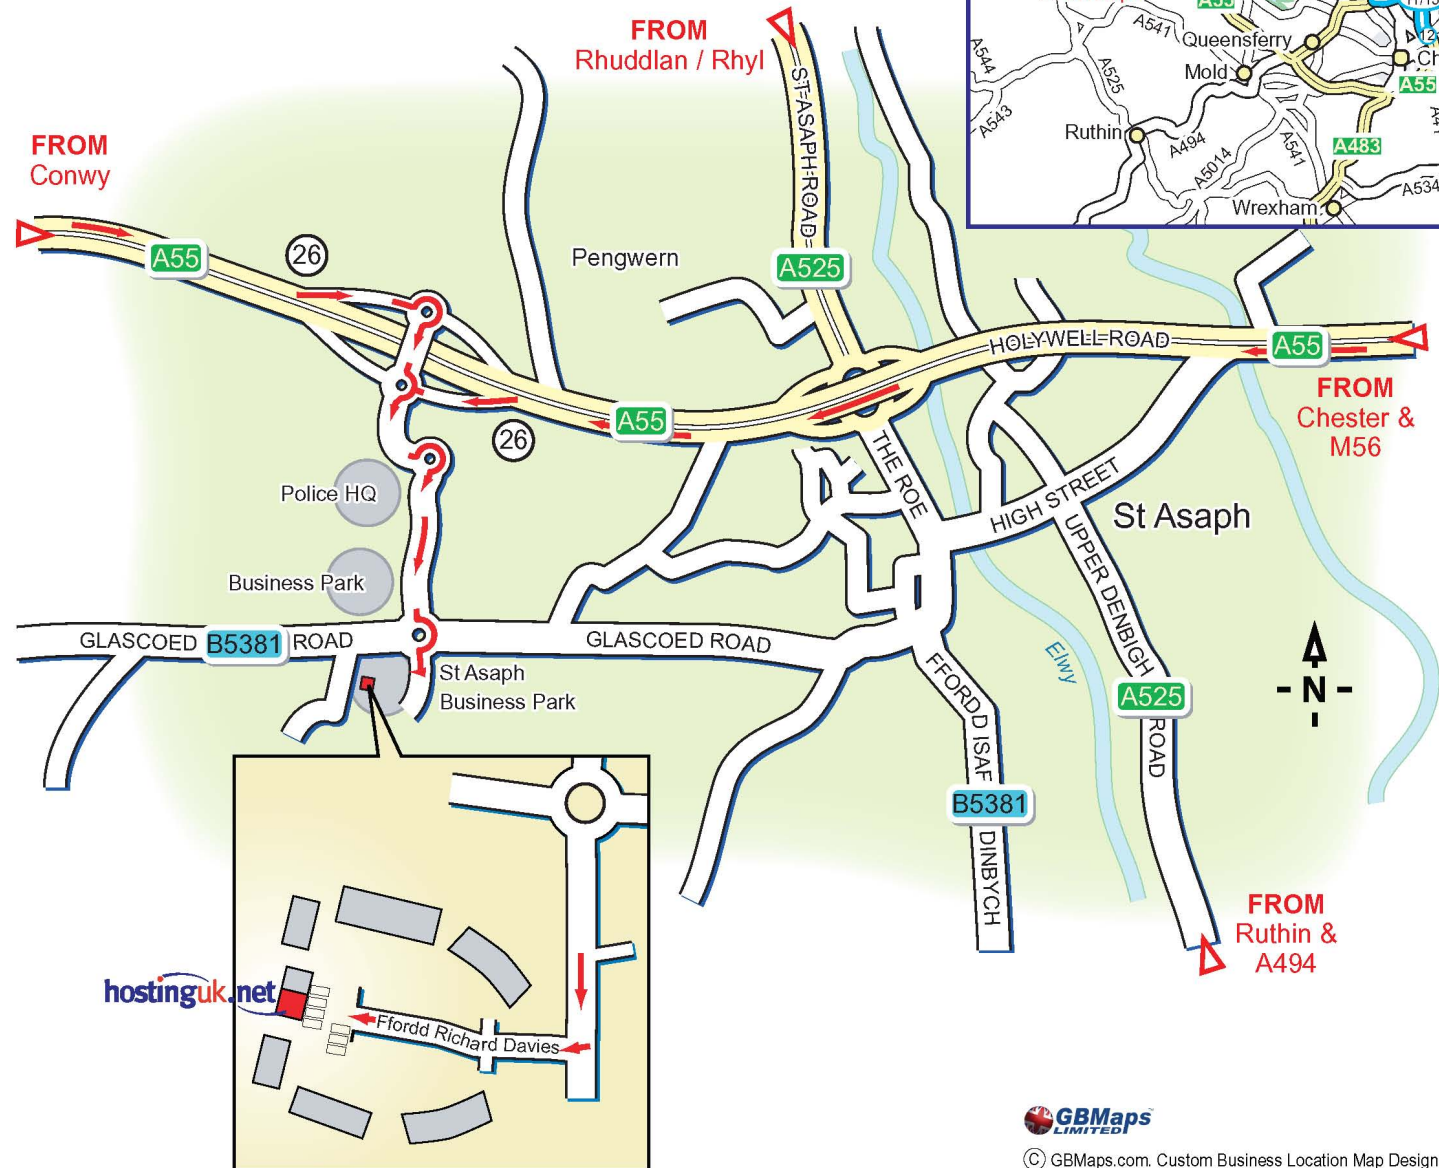 FROM
Rhuddlan / Rhyl
FROM
Conwy
A55
26
Pengwern
ST ASAPH ROAD
A525
HOLYWELL ROAD
A55
FROM
Chester &
M56
A55
26
THE ROE
HIGH STREET
St Asaph
Police HQ
Business Park
GLASCOED
B5381
ROAD
GLASCOED ROAD
St Asaph
Business Park
UPPER DENBIGH
A525
ROAD
Elwy
FFORDD ISAF
B5381
DINBYCH
N
FROM
Ruthin &
A494
hostinguk.net
Ffordd Richard Davies
A55
A541
Queensferry
A544
A525
Mold
A55
A543
Ruthin
A494
A5014
A541
A483
A534
Wrexham
GBMaps
LIMITED
© GBMaps.com. Custom Business Location Map Design